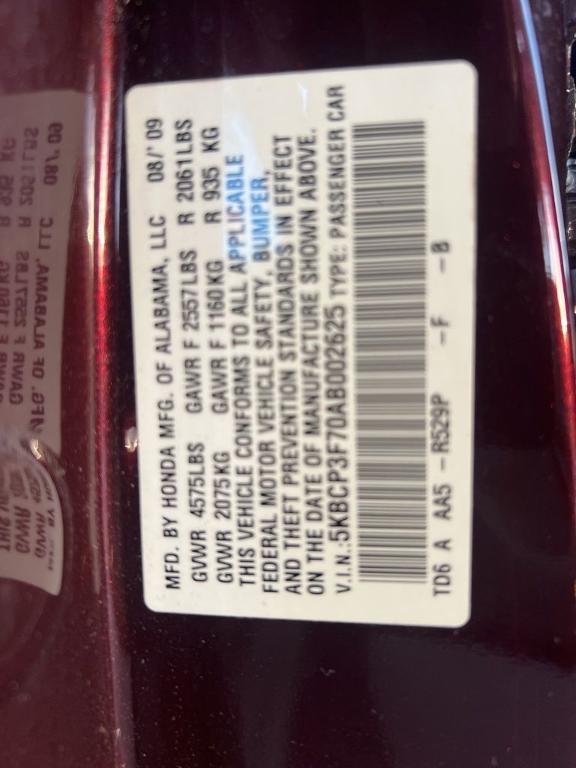 MFD. BY HONDA MFG. OF ALABAMA, LLC 08/'09
GVWR 4575LBS GAWR F 2557LBS R 2061LBS
GVWR 2075KG GAWR F 1160KG R 935 KG
THIS VEHICLE CONFORMS TO ALL APPLICABLE
FEDERAL MOTOR VEHICLE SAFETY, BUMPER,
AND THEFT PREVENTION STANDARDS IN EFFECT
ON THE DATE OF MANUFACTURE SHOWN ABOVE.
V.I.N.:5KBCP3F70AB002625 TYPE: PASSENGER CAR
TD6 A AA5 -R529P -F -B